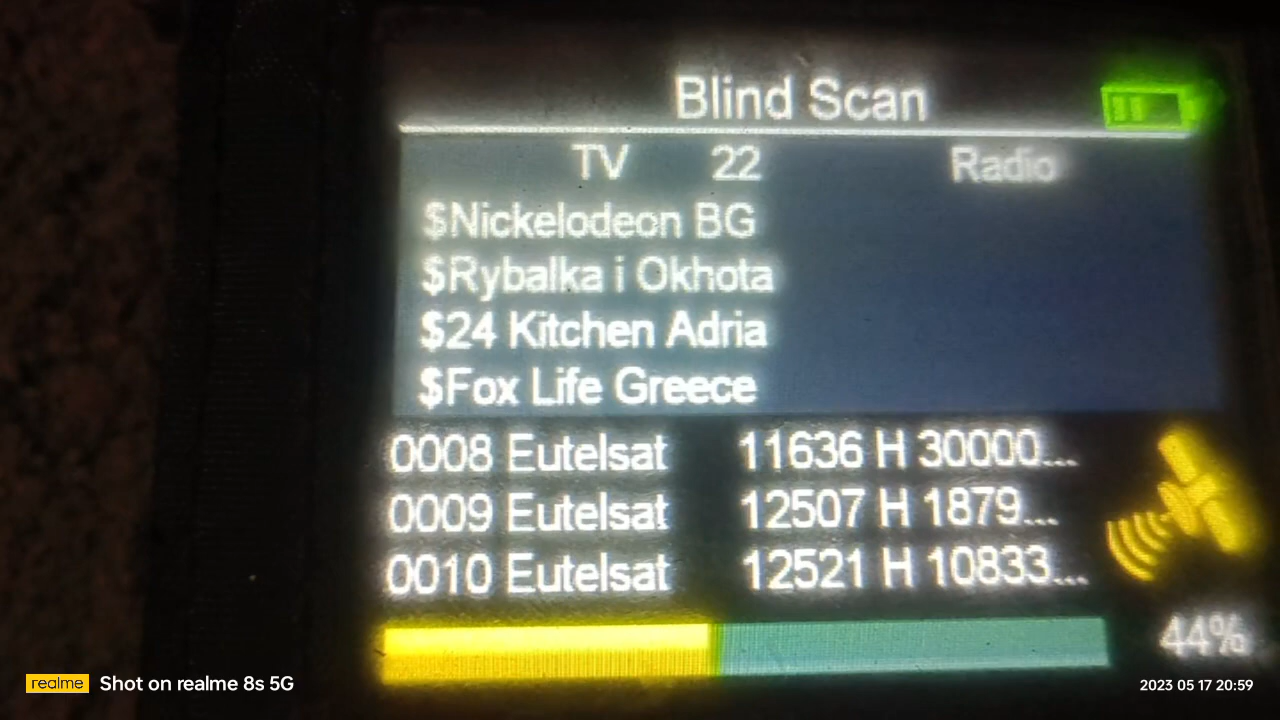 Blind Scan
TV 22 Radio
$Nickelodeon BG
$Rybalka i Okhota
$24 Kitchen Adria
$Fox Life Greece
0008 Eutelsat 11636 H 30000...
0009 Eutelsat 12507 H 1879...
0010 Eutelsat 12521 H 10833...
44%
realme Shot on realme 8s 5G
2023 05 17 20:59